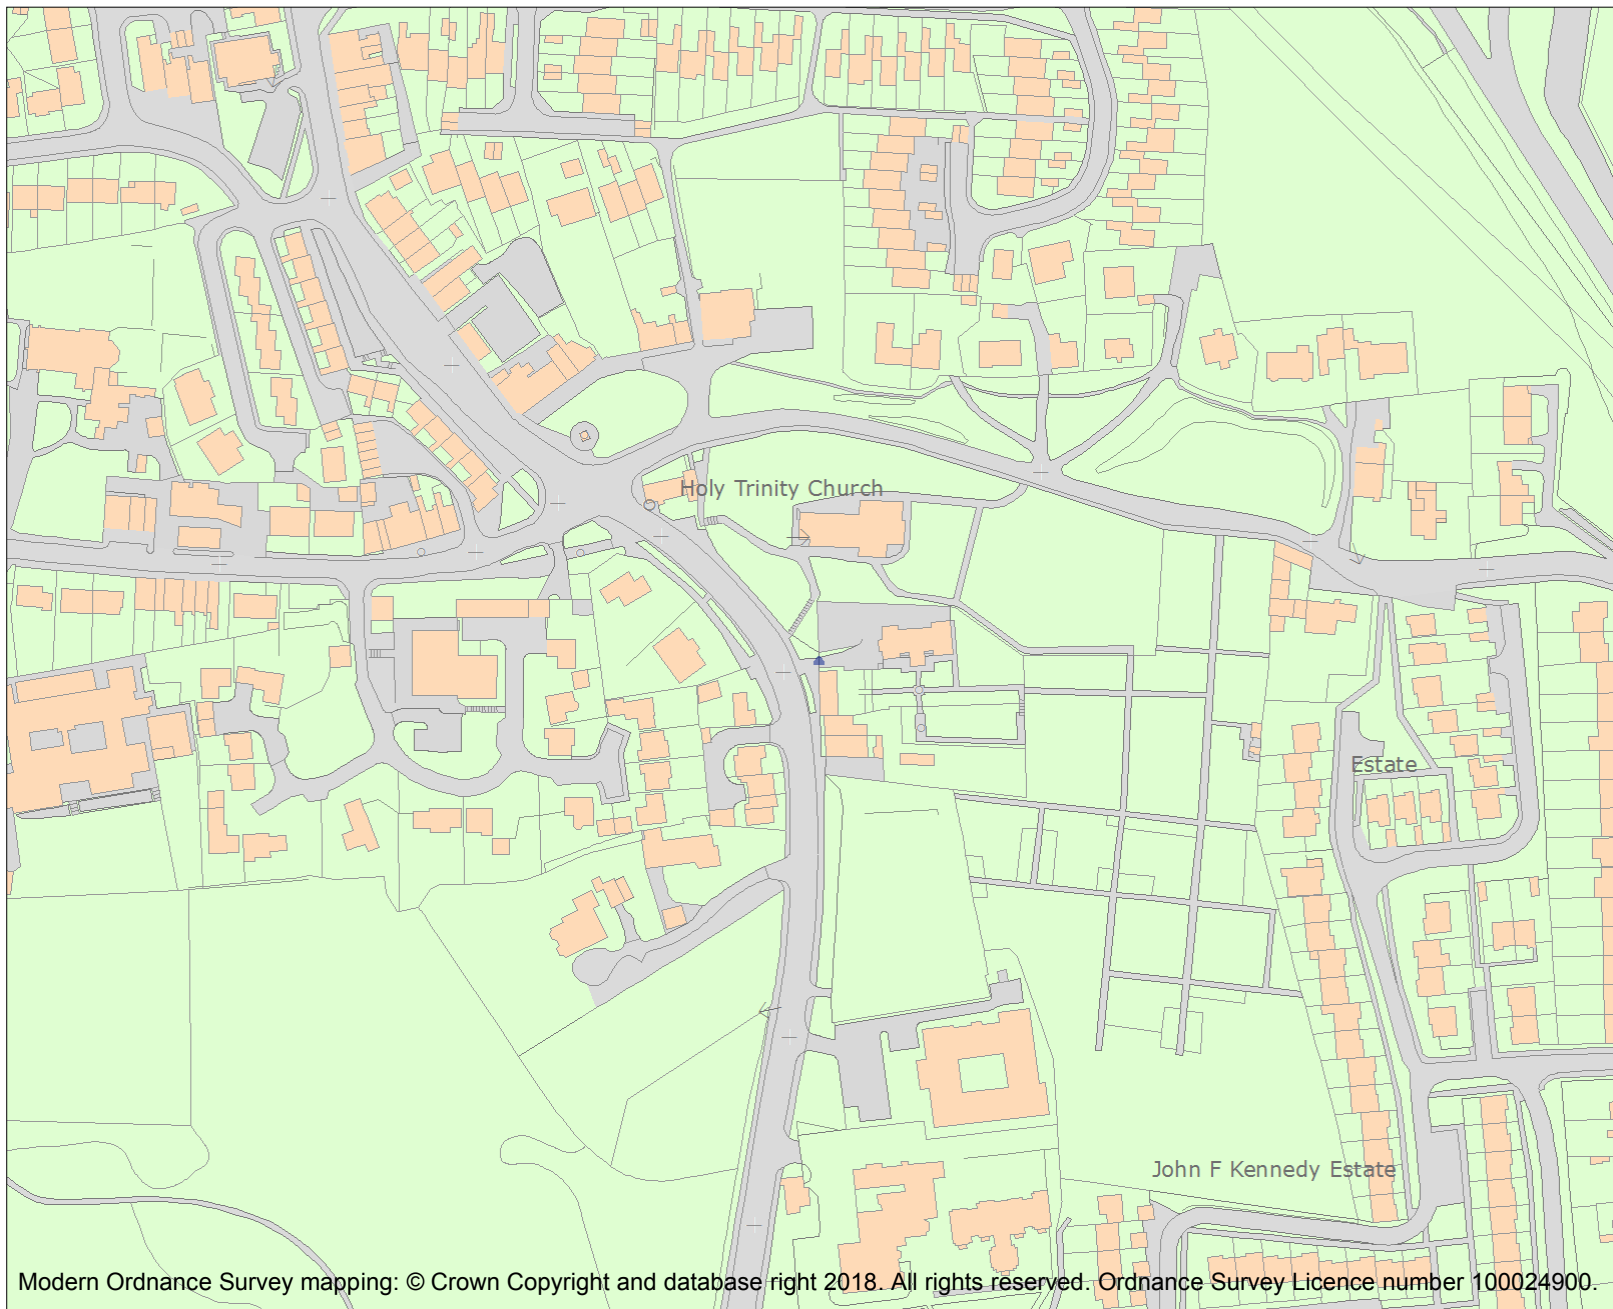 Holy Trinity Church
Estate
John F Kennedy Estate
Modern Ordnance Survey mapping: © Crown Copyright and database right 2018. All rights reserved. Ordnance Survey Licence number 100024900.